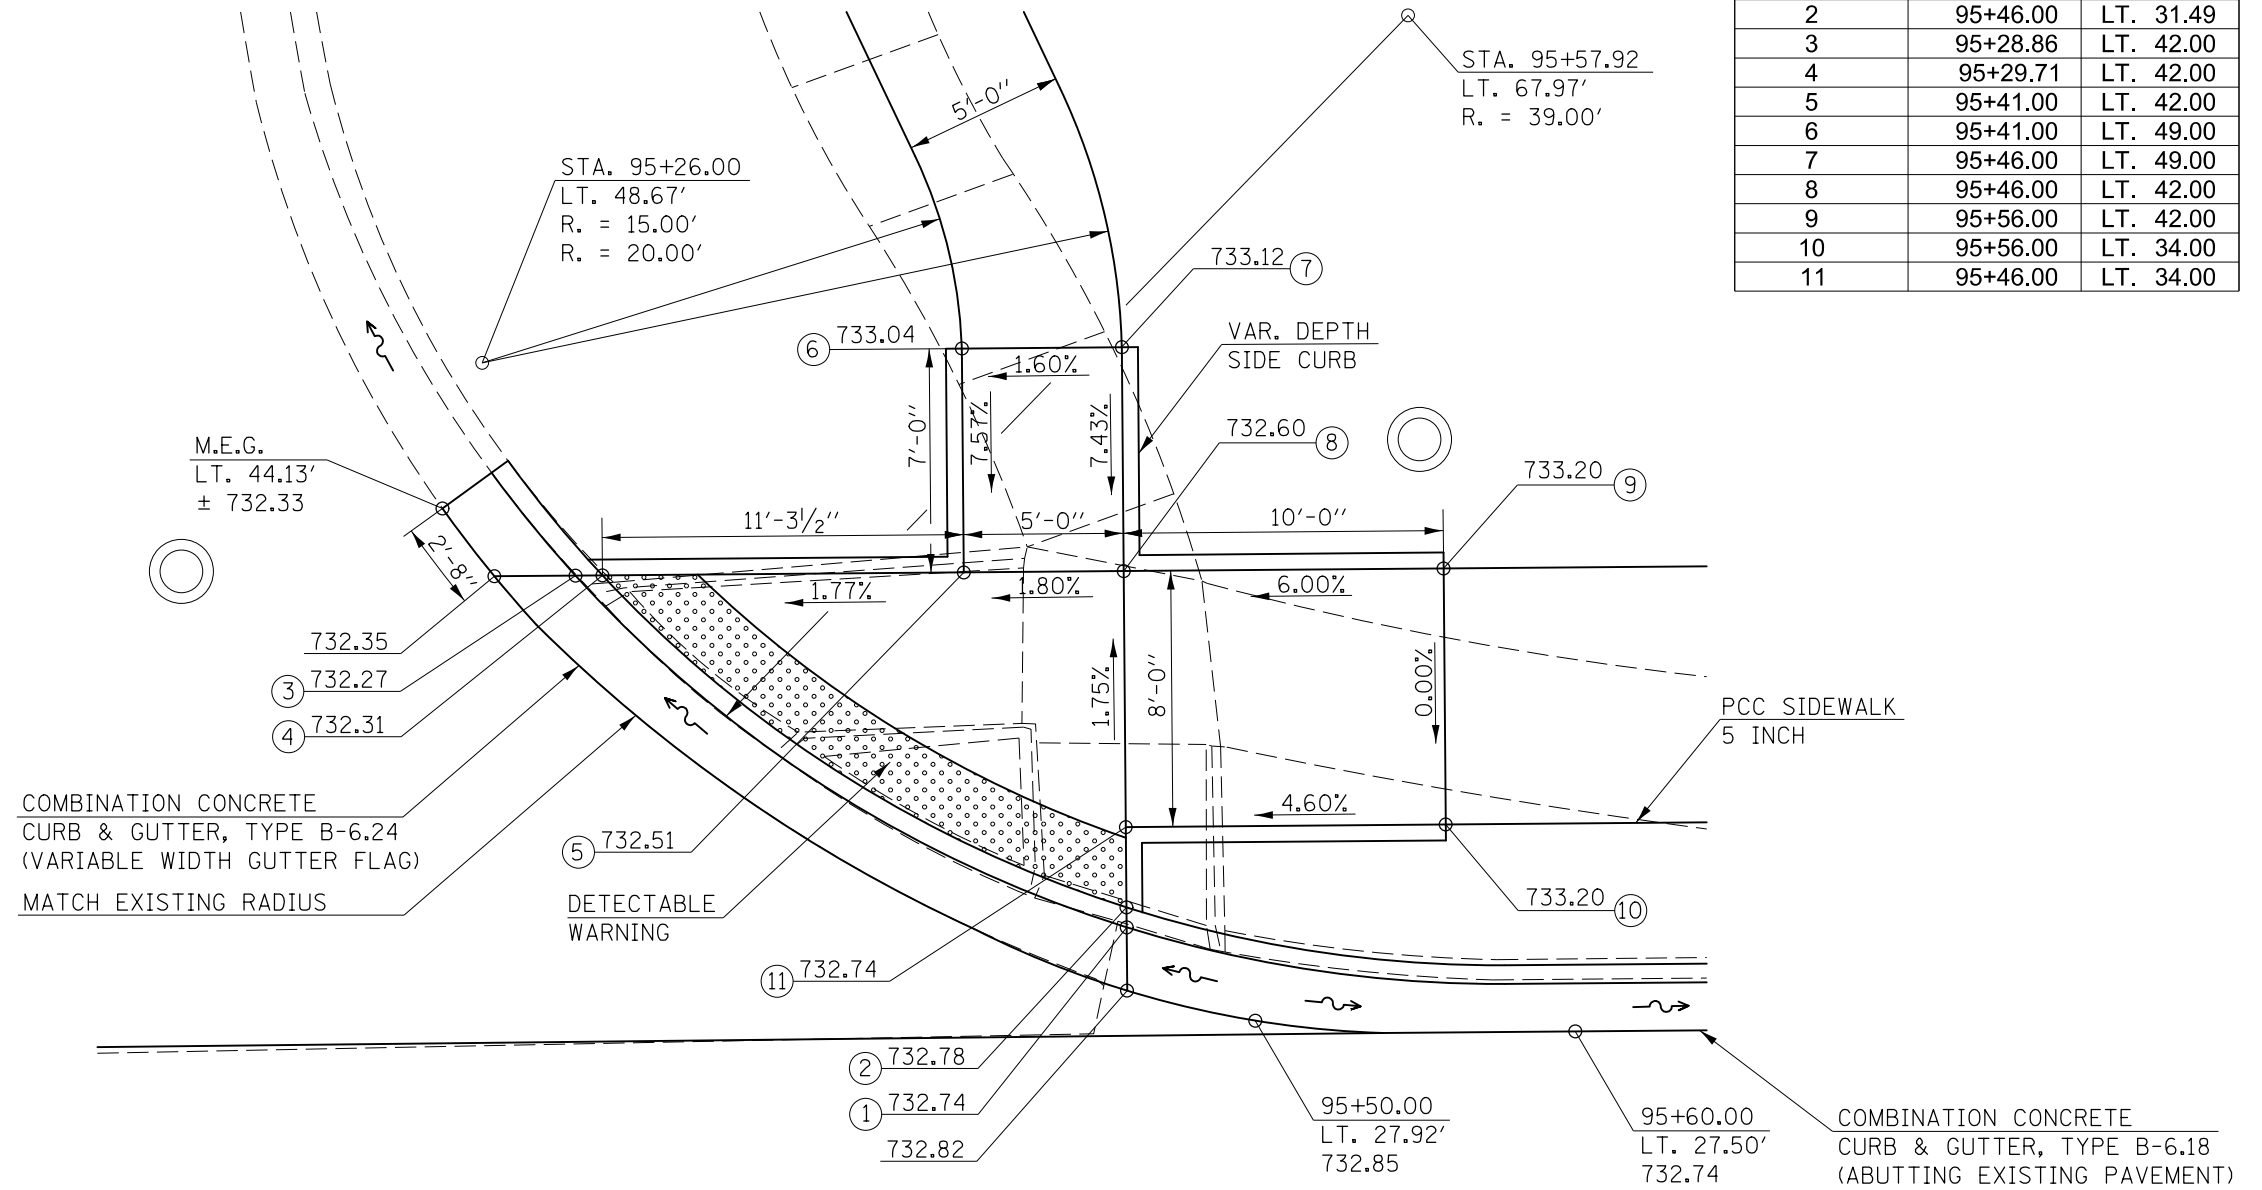 2 95+46.00 LT. 31.49
3 95+28.86 LT. 42.00
4 95+29.71 LT. 42.00
5 95+41.00 LT. 42.00
6 95+41.00 LT. 49.00
7 95+46.00 LT. 49.00
8 95+46.00 LT. 42.00
9 95+56.00 LT. 42.00
10 95+56.00 LT. 34.00
11 95+46.00 LT. 34.00
STA. 95+57.92
LT. 67.97'
R. = 39.00'
5'-0"
STA. 95+26.00
LT. 48.67'
R. = 15.00'
R. = 20.00'
733.12 7
6 733.04
VAR. DEPTH
SIDE CURB
1.60%
7'-0"
7.57%
7.43%
732.60 8
M.E.G.
LT. 44.13'
± 732.33
733.20 9
2'-8"
11'-3 1/2"
5'-0"
10'-0"
1.77%
1.80%
6.00%
732.35
3 732.27
4 732.31
1.75%
8'-0"
0.00%
PCC SIDEWALK
5 INCH
4.60%
COMBINATION CONCRETE
CURB & GUTTER, TYPE B-6.24
(VARIABLE WIDTH GUTTER FLAG)
MATCH EXISTING RADIUS
5 732.51
DETECTABLE
WARNING
733.20 10
11 732.74
2 732.78
1 732.74
732.82
95+50.00
LT. 27.92'
732.85
95+60.00
LT. 27.50'
732.74
COMBINATION CONCRETE
CURB & GUTTER, TYPE B-6.18
(ABUTTING EXISTING PAVEMENT)